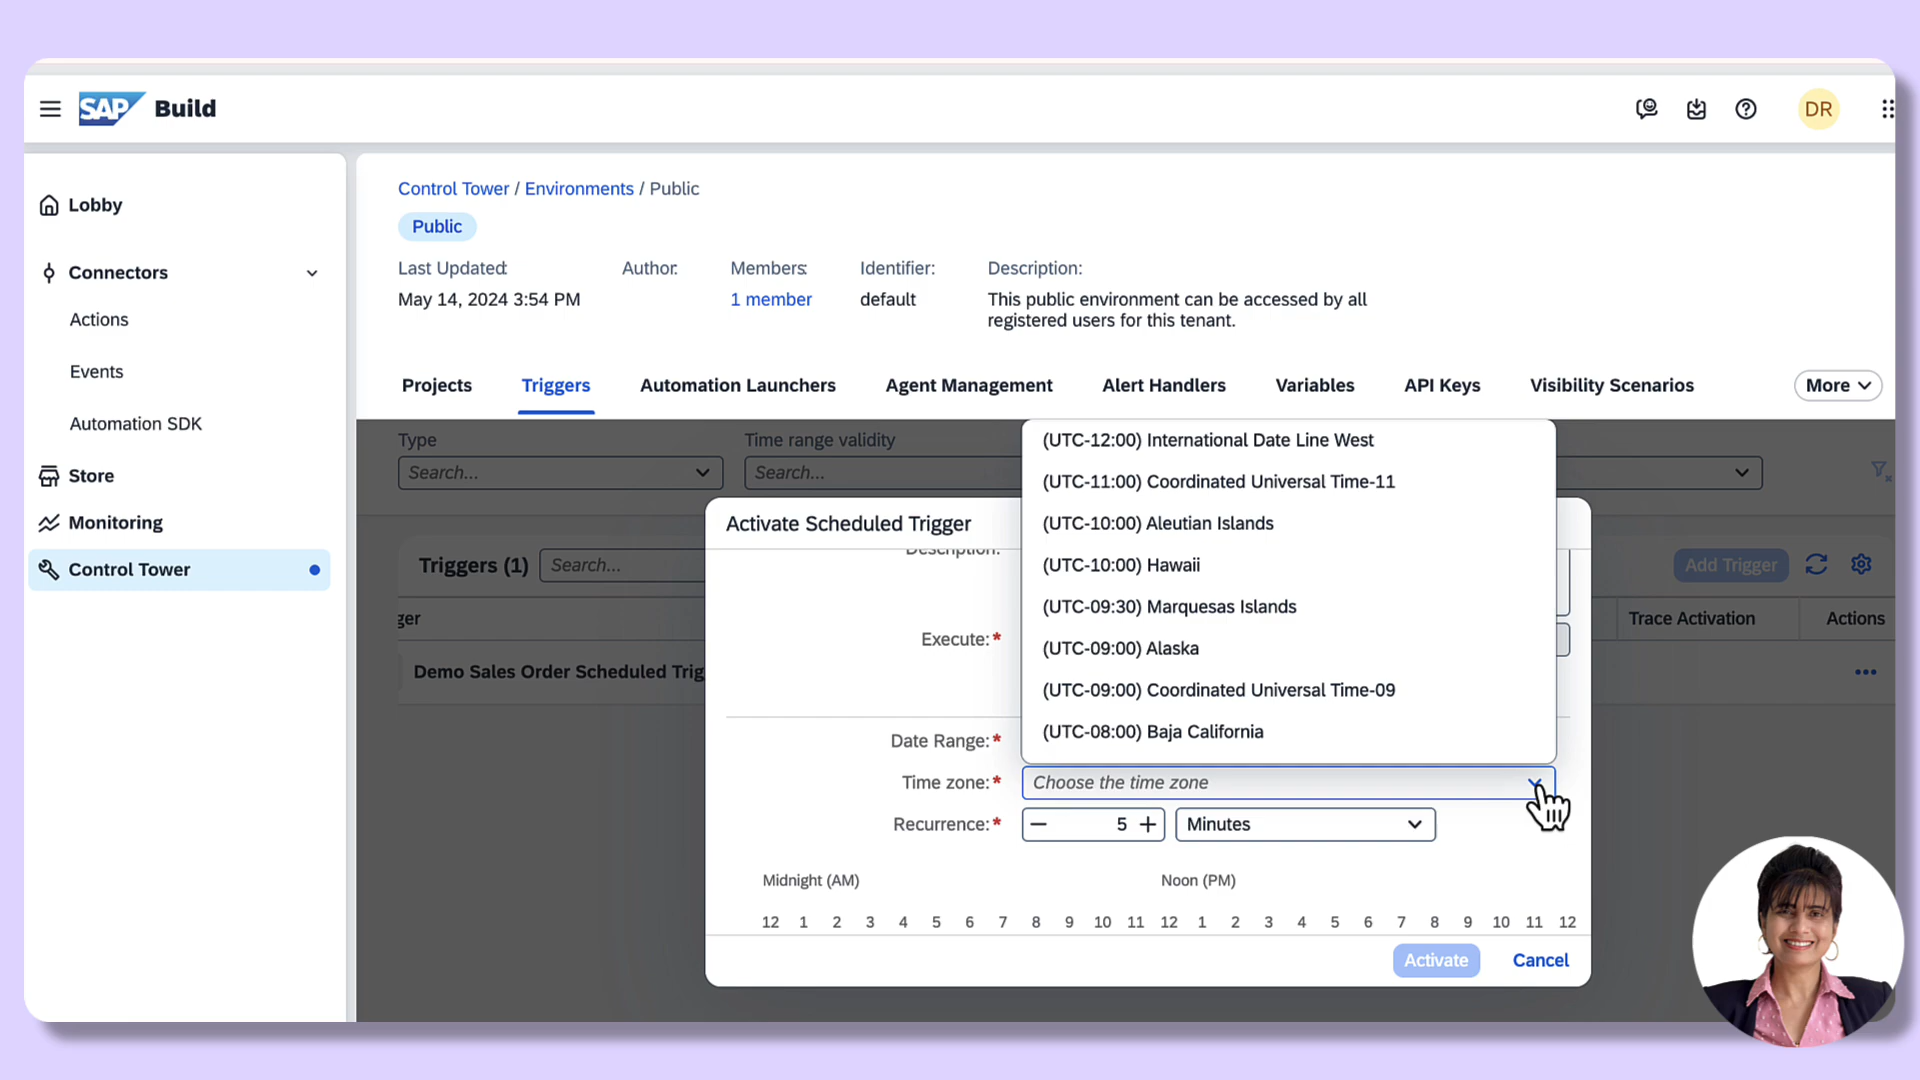 SAP Build
DR
Lobby
Connectors
Actions
Events
Automation SDK
Store
Monitoring
Control Tower
Control Tower / Environments / Public
Public
Last Updated: Author: Members: Identifier: Description:
May 14, 2024 3:54 PM 1 member default This public environment can be accessed by all
registered users for this tenant.
Projects Triggers Automation Launchers Agent Management Alert Handlers Variables API Keys Visibility Scenarios More
Type Time range validity
Search... Search...
Triggers (1) Search... Add Trigger
ger Trace Activation Actions
Demo Sales Order Scheduled Trig
Activate Scheduled Trigger
Description:
Execute:*
(UTC-12:00) International Date Line West
(UTC-11:00) Coordinated Universal Time-11
(UTC-10:00) Aleutian Islands
(UTC-10:00) Hawaii
(UTC-09:30) Marquesas Islands
(UTC-09:00) Alaska
(UTC-09:00) Coordinated Universal Time-09
(UTC-08:00) Baja California
Date Range:*
Time zone:* Choose the time zone
Recurrence:* 5 Minutes
Midnight (AM) Noon (PM)
12 1 2 3 4 5 6 7 8 9 10 11 12 1 2 3 4 5 6 7 8 9 10 11 12
Activate Cancel